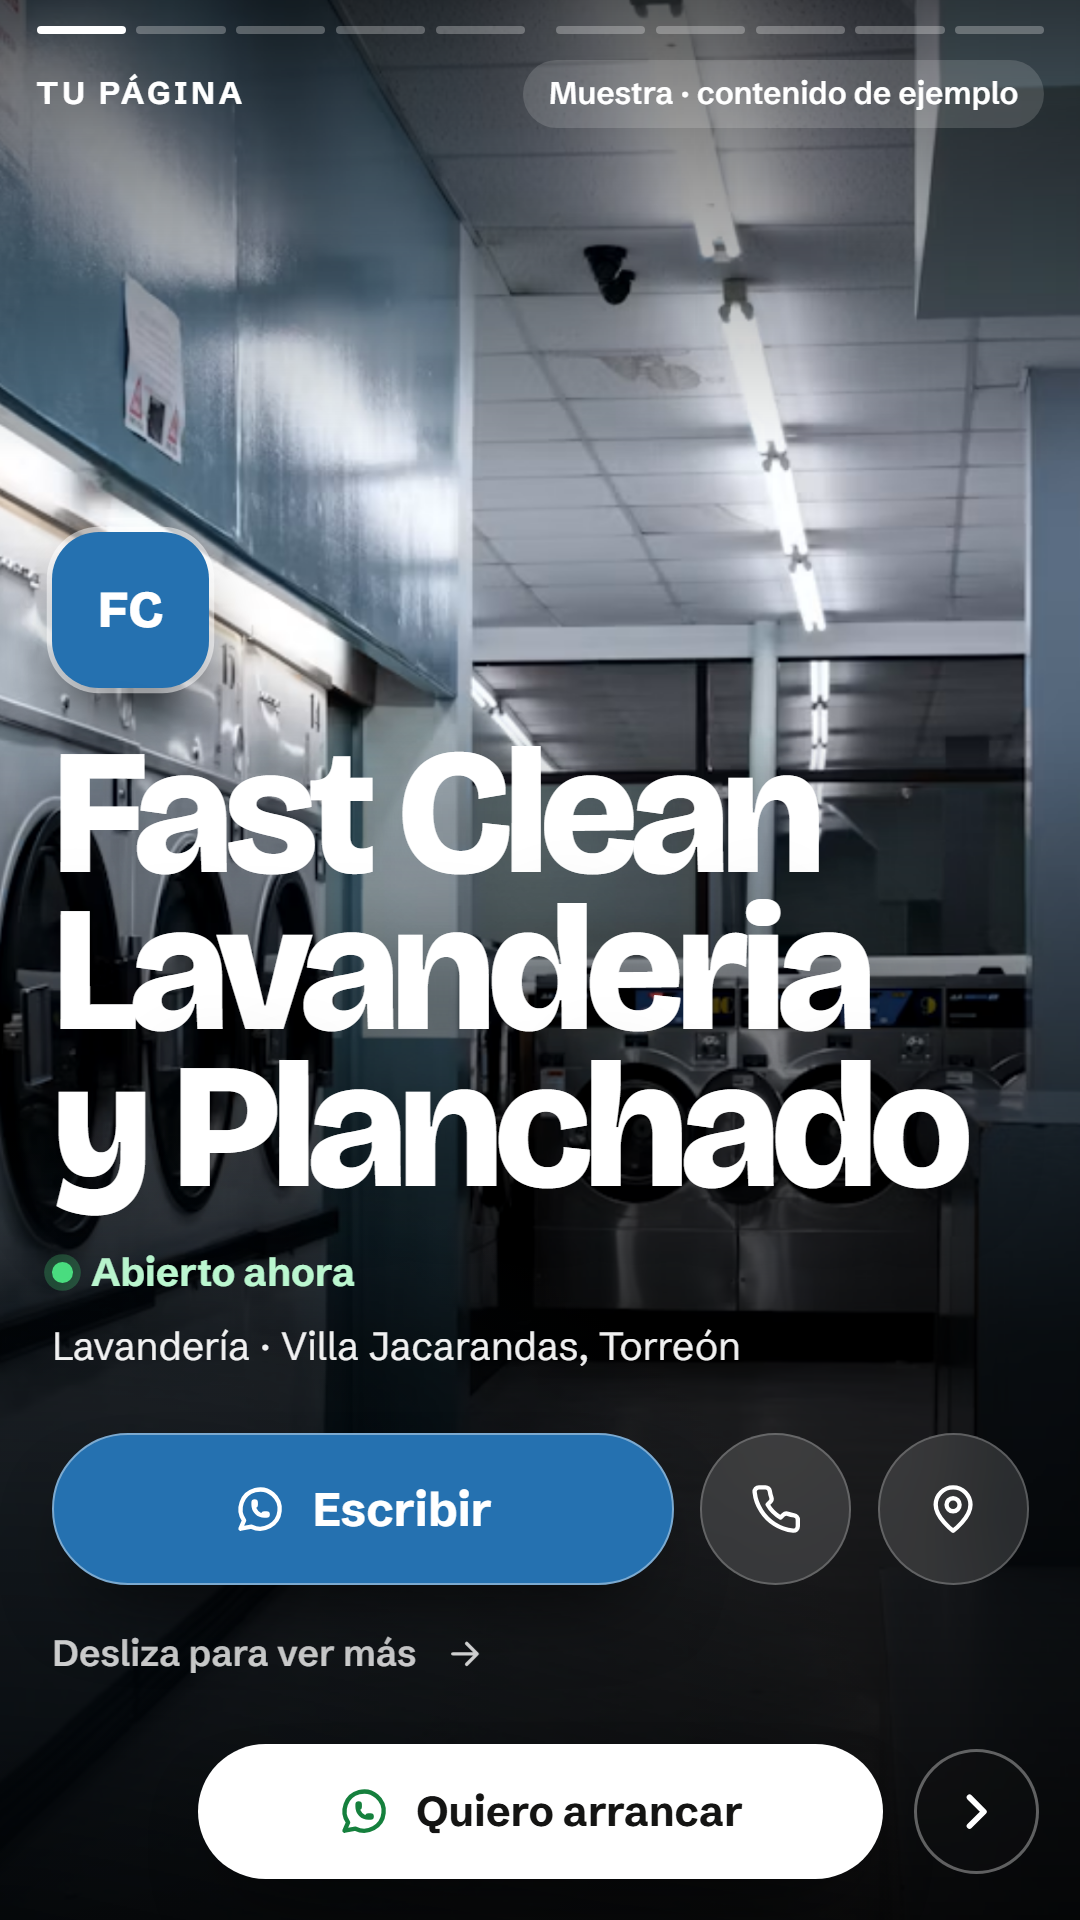 TU PÁGINA
Muestra · contenido de ejemplo
FC
Fast Clean
Lavanderia
y Planchado
Abierto ahora
Lavandería · Villa Jacarandas, Torreón
Escribir
Desliza para ver más →
Quiero arrancar